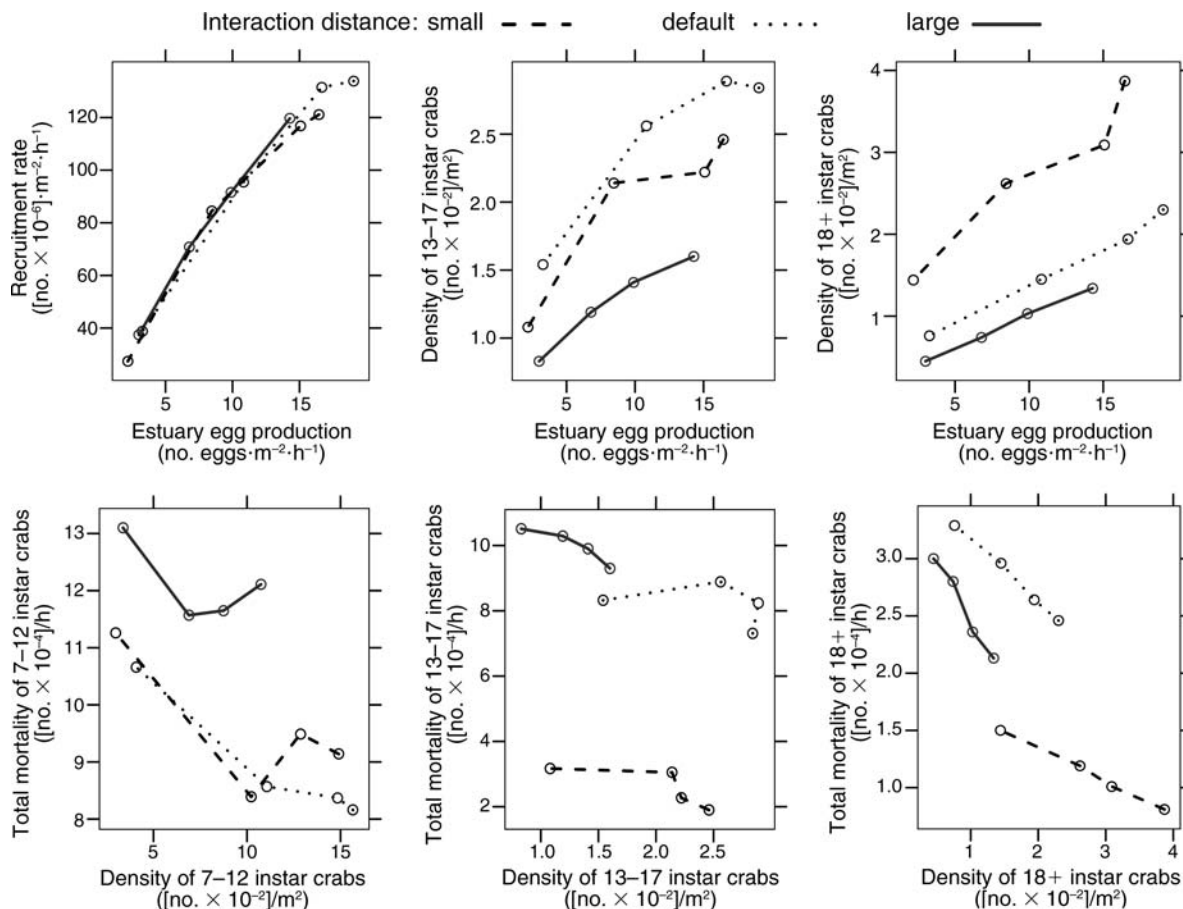 Interaction distance: small default large
Recruitment rate
([no. × 10⁻⁶]·m⁻²·h⁻¹)
120
100
80
60
40
5 10 15
Estuary egg production
(no. eggs·m⁻²·h⁻¹)
Density of 13–17 instar crabs
([no. × 10⁻²]/m²)
2.5
2.0
1.5
1.0
5 10 15
Estuary egg production
(no. eggs·m⁻²·h⁻¹)
Density of 18+ instar crabs
([no. × 10⁻²]/m²)
4
3
2
1
5 10 15
Estuary egg production
(no. eggs·m⁻²·h⁻¹)
Total mortality of 7–12 instar crabs
([no. × 10⁻⁴]/h)
13
12
11
10
9
8
5 10 15
Density of 7–12 instar crabs
([no. × 10⁻²]/m²)
Total mortality of 13–17 instar crabs
([no. × 10⁻⁴]/h)
10
8
6
4
2
1.0 1.5 2.0 2.5
Density of 13–17 instar crabs
([no. × 10⁻²]/m²)
Total mortality of 18+ instar crabs
([no. × 10⁻⁴]/h)
3.0
2.5
2.0
1.5
1.0
1 2 3 4
Density of 18+ instar crabs
([no. × 10⁻²]/m²)